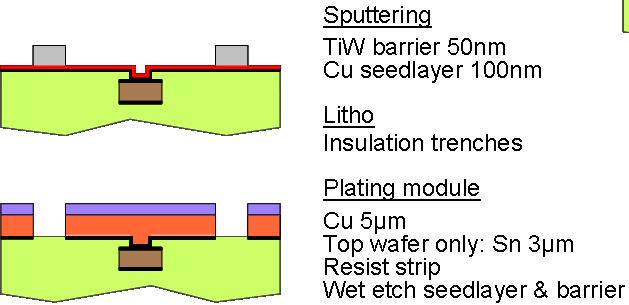 Sputtering
TiW barrier 50nm
Cu seedlayer 100nm
Litho
Insulation trenches
Plating module
Cu 5µm
Top wafer only: Sn 3µm
Resist strip
Wet etch seedlayer & barrier